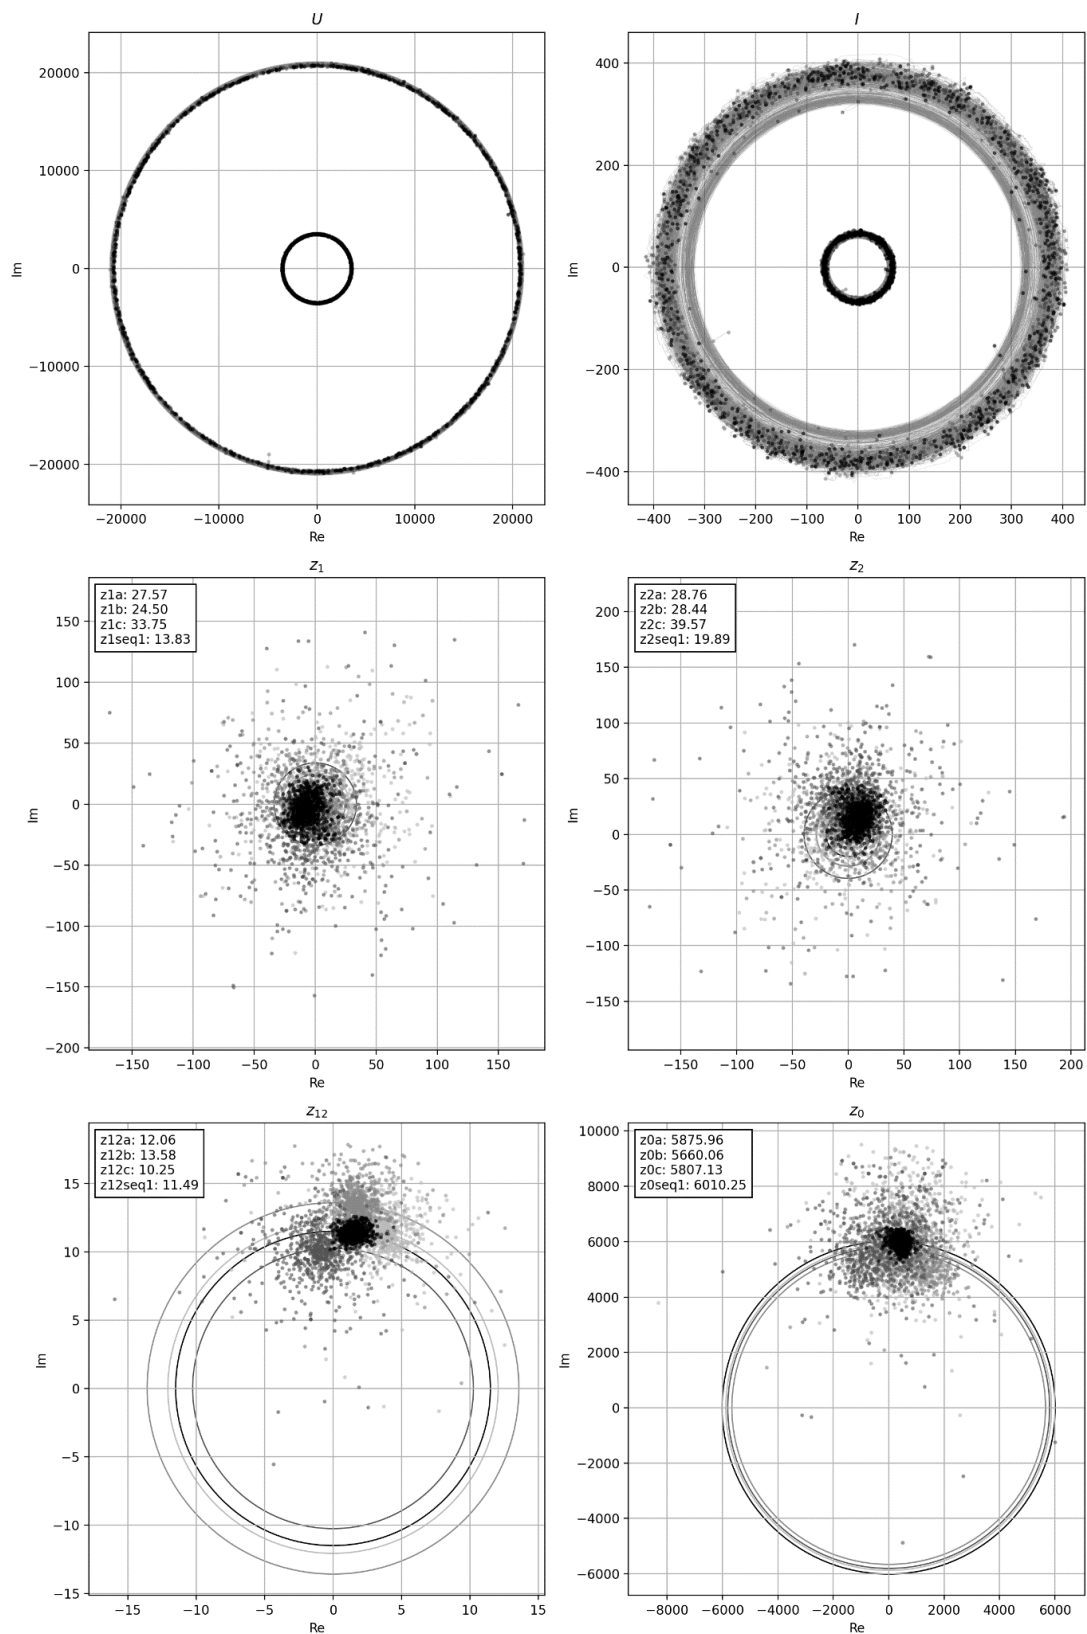 U
20000
10000
0
−10000
−20000
Im
−20000 −10000 0 10000 20000
Re
I
400
200
0
−200
−400
Im
−400 −300 −200 −100 0 100 200 300 400
Re
z1
z1a: 27.57
z1b: 24.50
z1c: 33.75
z1seq1: 13.83
150
100
50
0
−50
−100
−150
−200
Im
−150 −100 −50 0 50 100 150
Re
z2
z2a: 28.76
z2b: 28.44
z2c: 39.57
z2seq1: 19.89
200
150
100
50
0
−50
−100
−150
Im
−150 −100 −50 0 50 100 150 200
Re
z12
z12a: 12.06
z12b: 13.58
z12c: 10.25
z12seq1: 11.49
15
10
5
0
−5
−10
−15
Im
−15 −10 −5 0 5 10 15
Re
z0
z0a: 5875.96
z0b: 5660.06
z0c: 5807.13
z0seq1: 6010.25
10000
8000
6000
4000
2000
0
−2000
−4000
−6000
Im
−8000 −6000 −4000 −2000 0 2000 4000 6000
Re